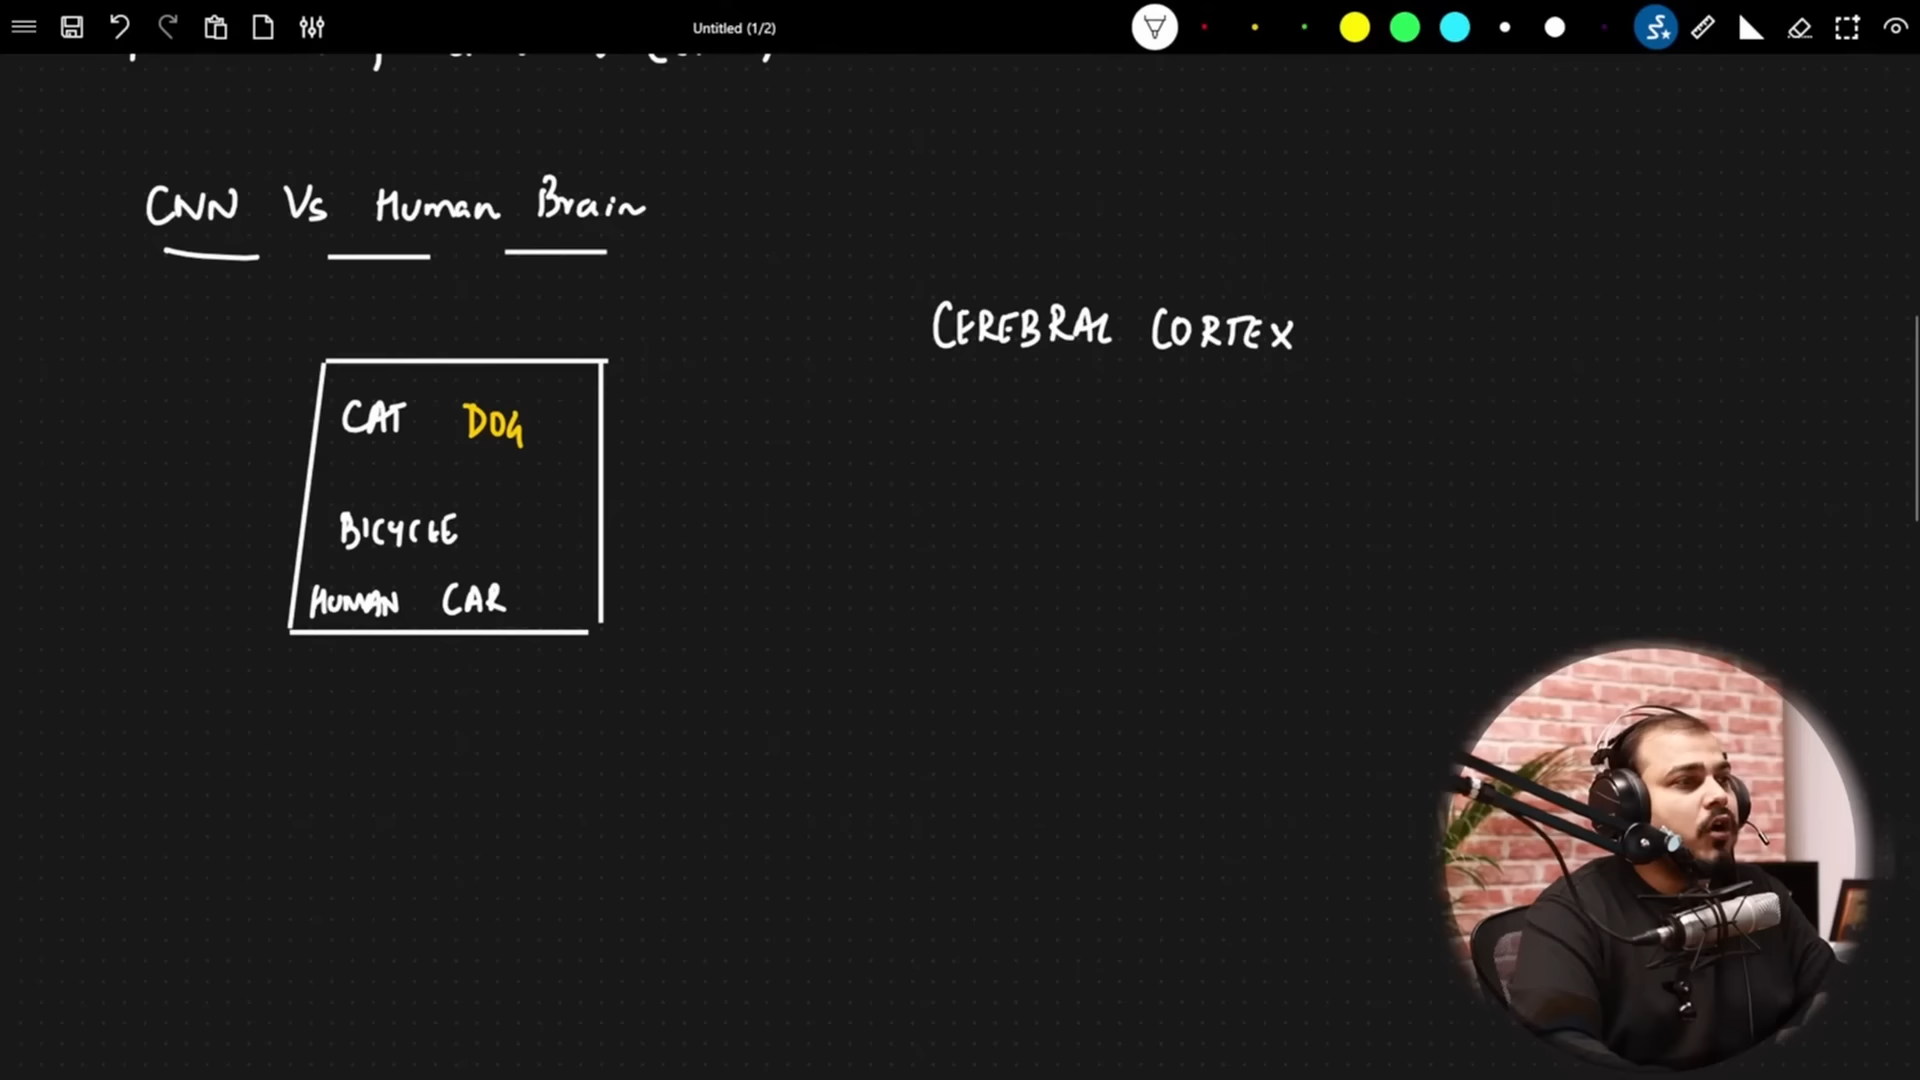 Untitled (1/2)
CNN Vs Human Brain
CEREBRAL CORTEX
CAT DOG
BICYCLE
HUMAN CAR